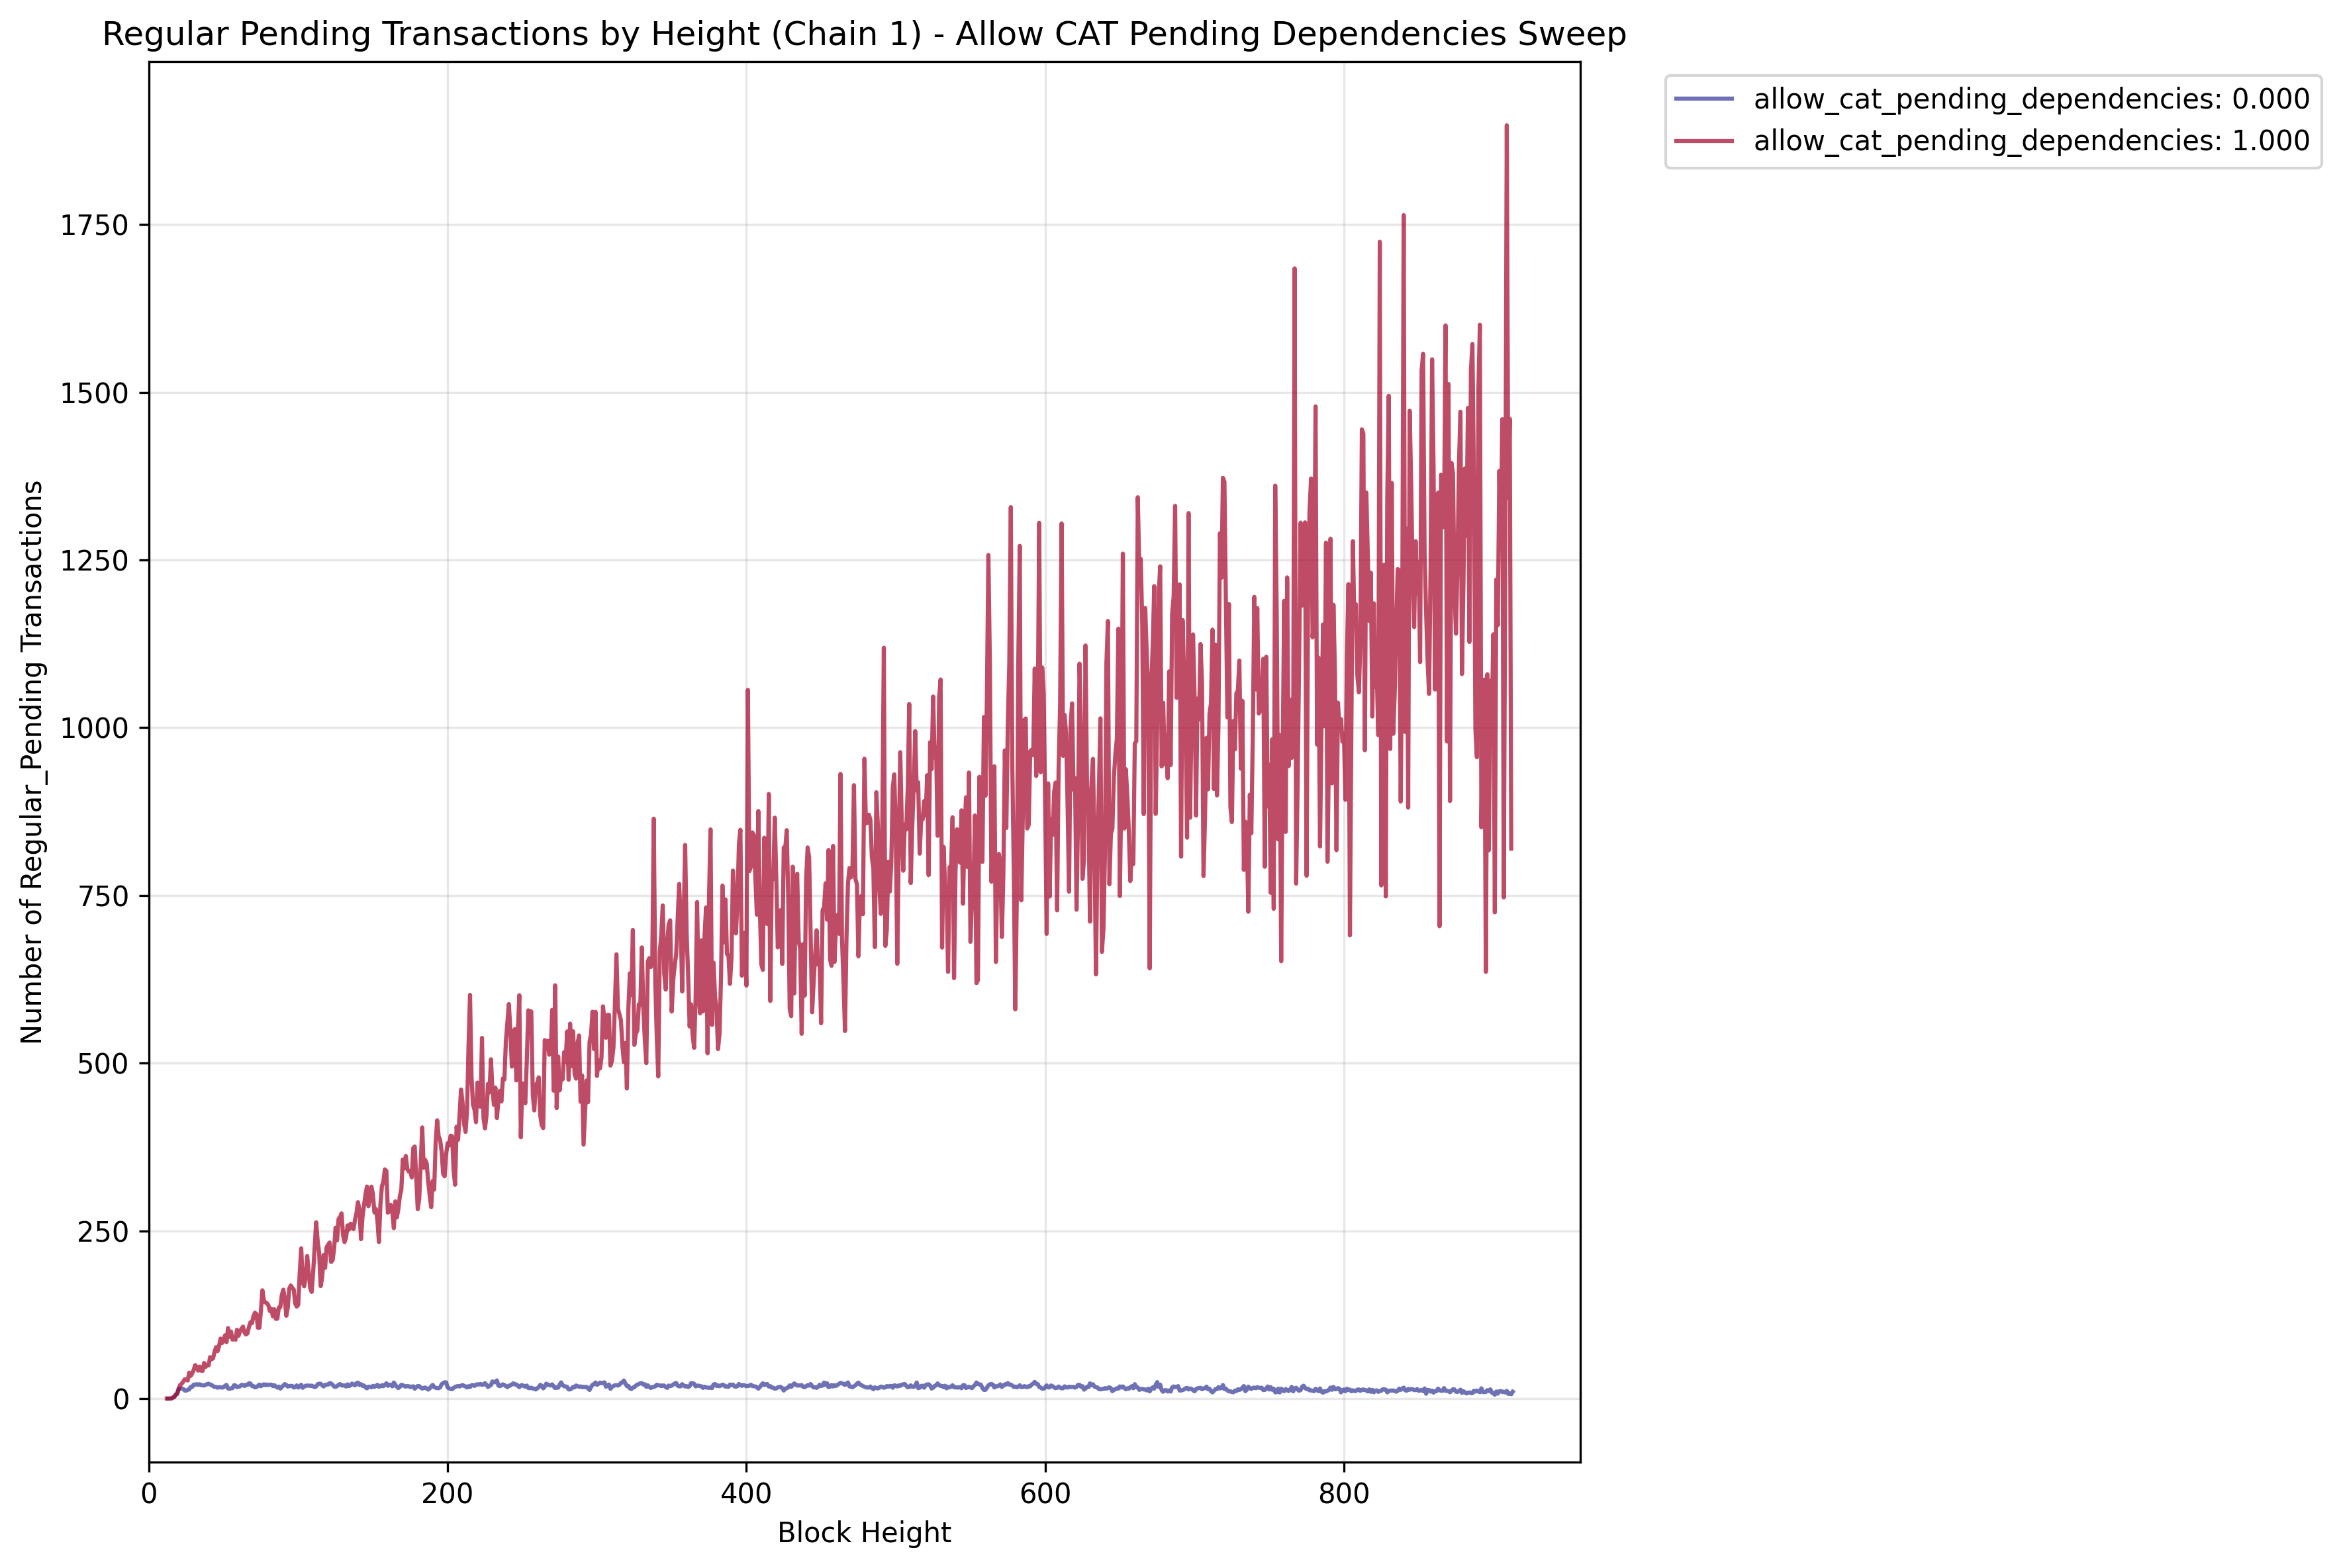 Regular Pending Transactions by Height (Chain 1) - Allow CAT Pending Dependencies Sweep
allow_cat_pending_dependencies: 0.000
allow_cat_pending_dependencies: 1.000
Number of Regular_Pending Transactions
1750
1500
1250
1000
750
500
250
0
0
200
400
600
800
Block Height